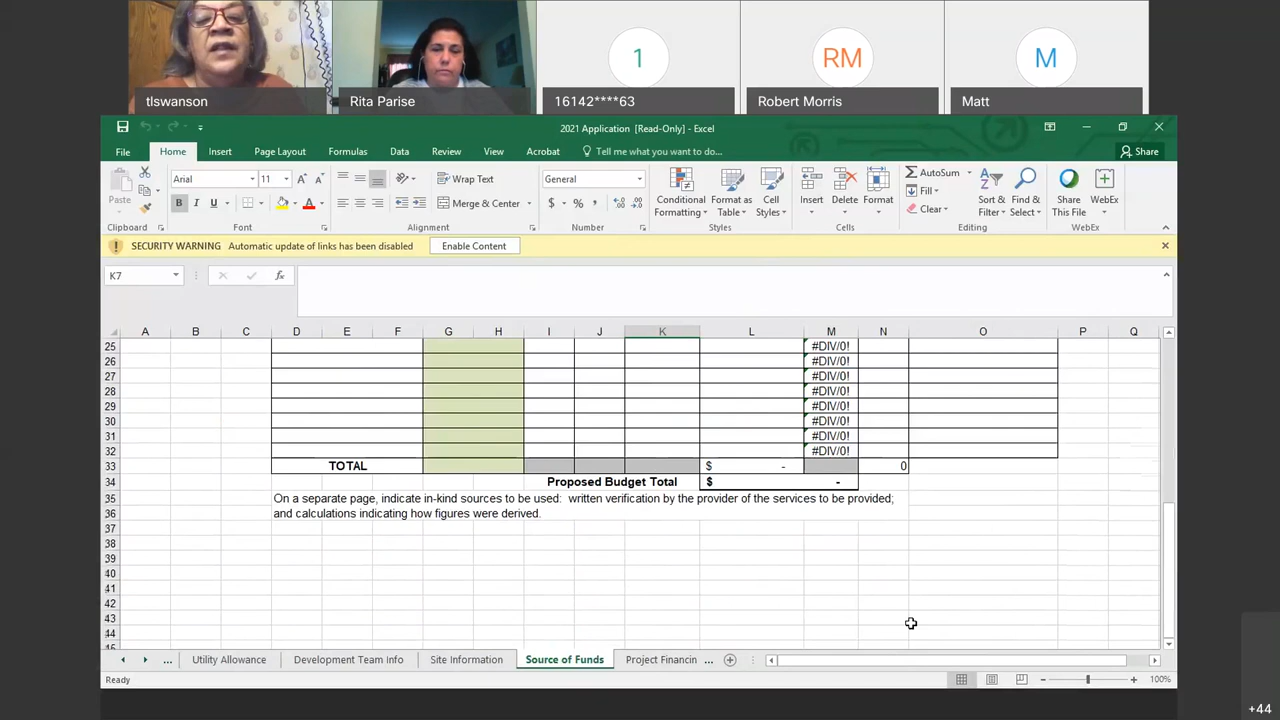 1
RM
M
tlswanson
Rita Parise
16142****63
Robert Morris
Matt
2021 Application [Read-Only] - Excel
File Home Insert Page Layout Formulas Data Review View Acrobat Tell me what you want to do... Share
Paste
Clipboard
Arial 11
B I U
Font
Wrap Text
Merge & Center
Alignment
General
$ % ,
Number
Conditional Formatting
Format as Table
Cell Styles
Styles
Insert Delete Format
Cells
AutoSum
Fill
Clear
Sort & Filter
Find & Select
Editing
Share This File
WebEx
WebEx
SECURITY WARNING Automatic update of links has been disabled Enable Content
K7 fx
A B C D E F G H I J K L M N O P Q
25 #DIV/0!
26 #DIV/0!
27 #DIV/0!
28 #DIV/0!
29 #DIV/0!
30 #DIV/0!
31 #DIV/0!
32 #DIV/0!
33 TOTAL $ - 0
34 Proposed Budget Total $ -
35 On a separate page, indicate in-kind sources to be used: written verification by the provider of the services to be provided;
36 and calculations indicating how figures were derived.
37
38
39
40
41
42
43
44
... Utility Allowance Development Team Info Site Information Source of Funds Project Financin ...
Ready 100%
+44